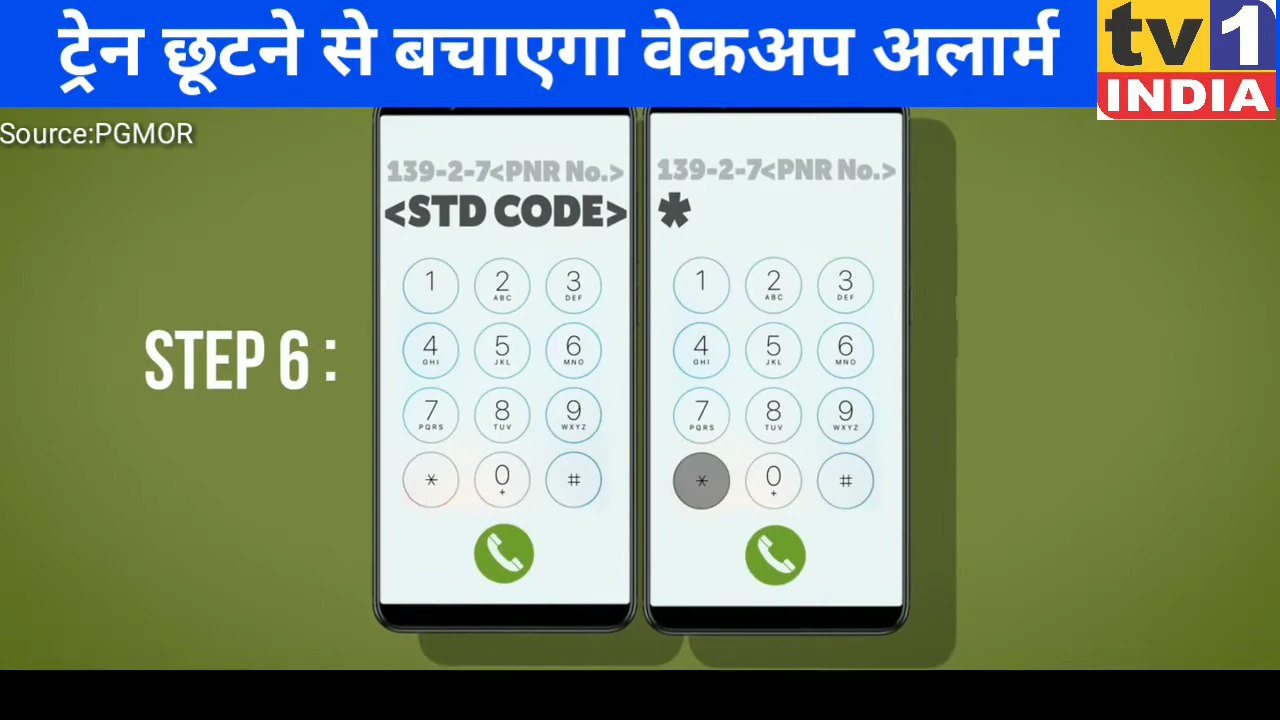 ट्रेन छूटने से बचाएगा वेकअप अलार्म
tv1
INDIA
Source:PGMOR
STEP 6 :
139-2-7<PNR No.>
<STD CODE>
1
2
ABC
3
DEF
4
GHI
5
JKL
6
MNO
7
PQRS
8
TUV
9
WXYZ
*
0
+
#
139-2-7<PNR No.>
*
1
2
ABC
3
DEF
4
GHI
5
JKL
6
MNO
7
PQRS
8
TUV
9
WXYZ
*
0
+
#